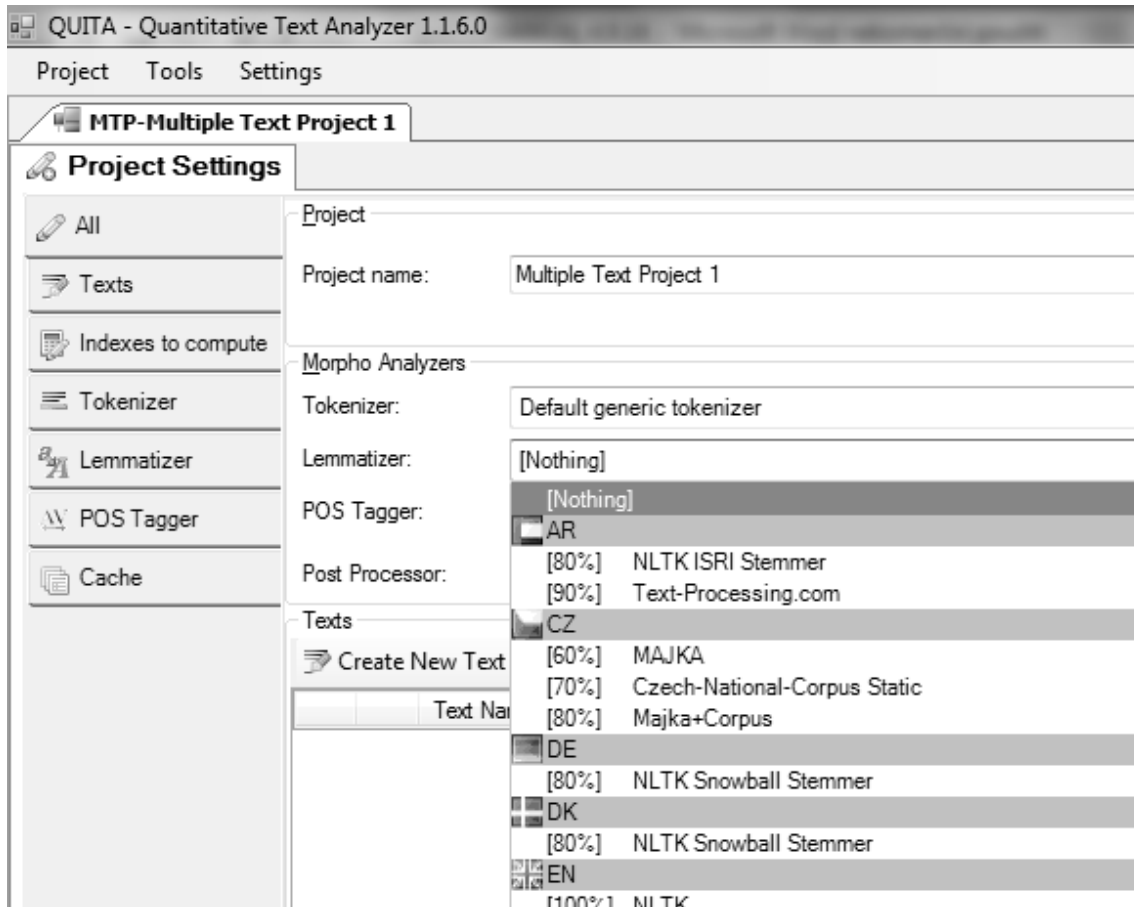 QUITA - Quantitative Text Analyzer 1.1.6.0
Project Tools Settings
MTP-Multiple Text Project 1
Project Settings
All
Texts
Indexes to compute
Tokenizer
Lemmatizer
POS Tagger
Cache
Project
Project name: Multiple Text Project 1
Morpho Analyzers
Tokenizer: Default generic tokenizer
Lemmatizer: [Nothing]
POS Tagger:
Post Processor:
[Nothing]
AR
[80%] NLTK ISRI Stemmer
[90%] Text-Processing.com
CZ
[60%] MAJKA
[70%] Czech-National-Corpus Static
[80%] Majka+Corpus
DE
[80%] NLTK Snowball Stemmer
DK
[80%] NLTK Snowball Stemmer
EN
[100%] NLTK
Texts
Create New Text
Text Na